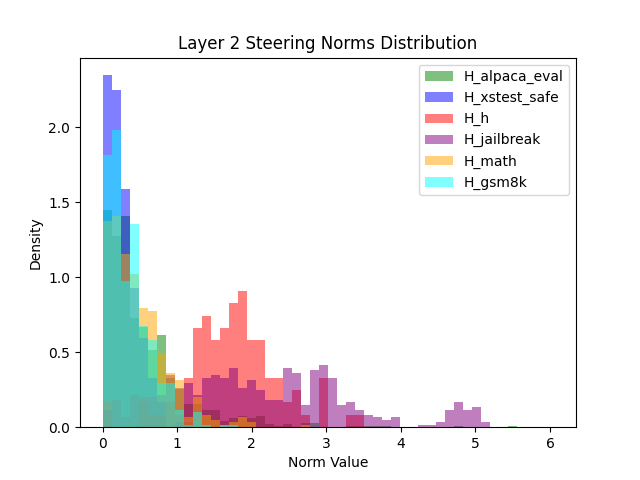 Layer 2 Steering Norms Distribution
H_alpaca_eval
H_xstest_safe
H_h
H_jailbreak
H_math
H_gsm8k
Density
2.0
1.5
1.0
0.5
0.0
0 1 2 3 4 5 6
Norm Value